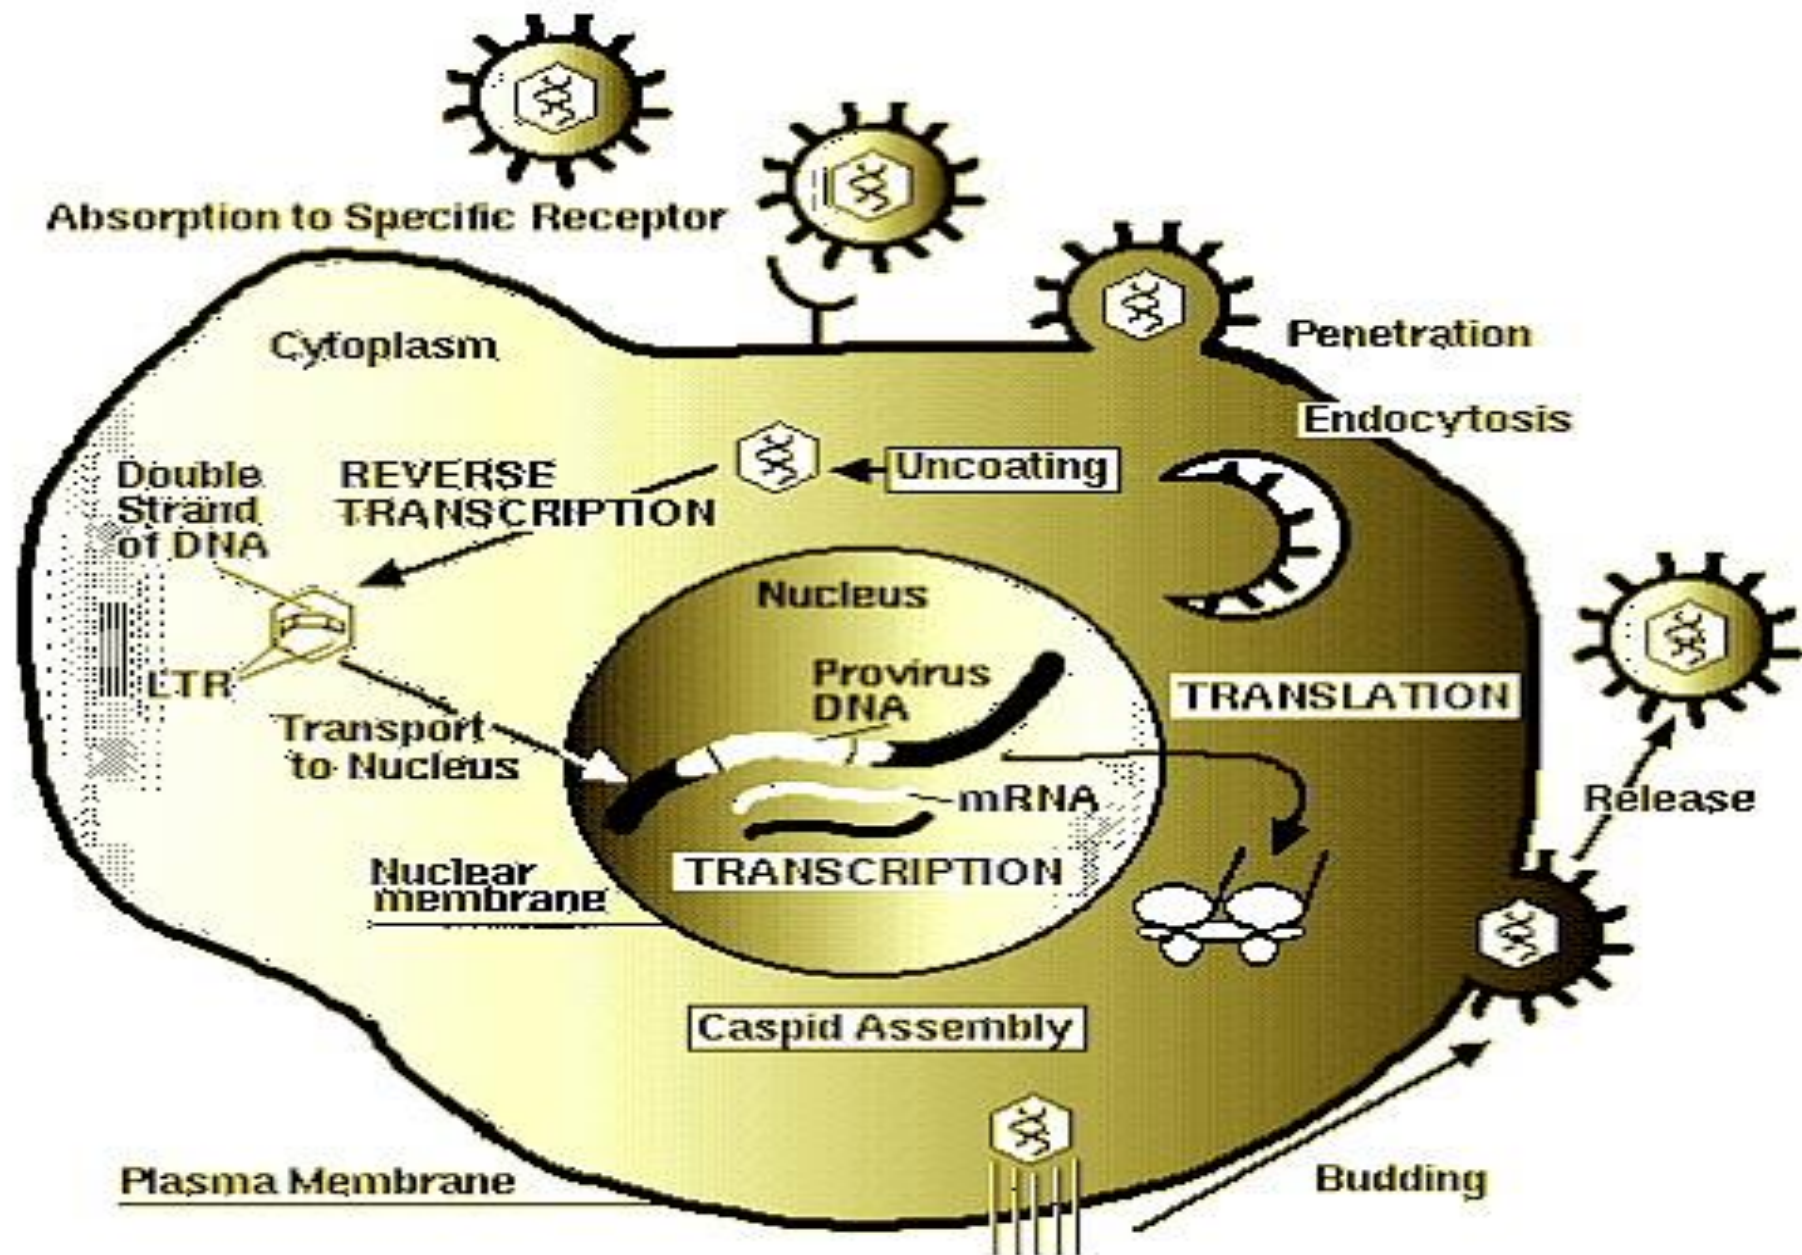 Absorption to Specific Receptor
Cytoplasm
Penetration
Endocytosis
Uncoating
REVERSE
TRANSCRIPTION
Double
Strand
of DNA
LTR
Transport
to Nucleus
Nucleus
Provirus
DNA
mRNA
TRANSCRIPTION
TRANSLATION
Nuclear
membrane
Release
Caspid Assembly
Plasma Membrane
Budding